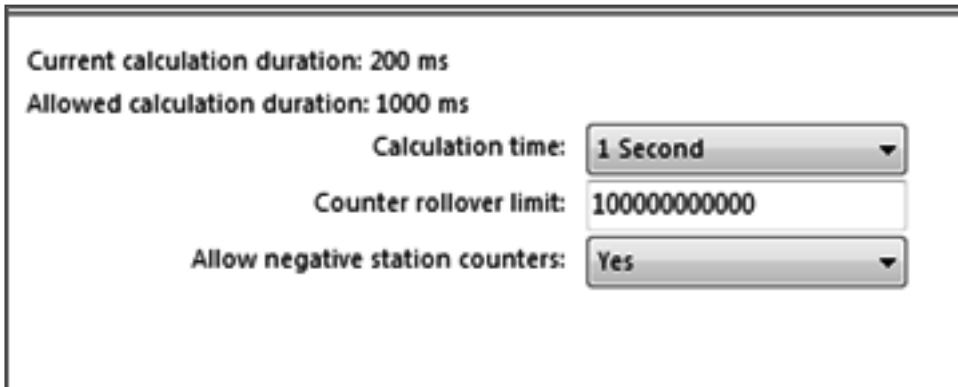 Current calculation duration: 200 ms
Allowed calculation duration: 1000 ms
Calculation time: 1 Second
Counter rollover limit: 100000000000
Allow negative station counters: Yes